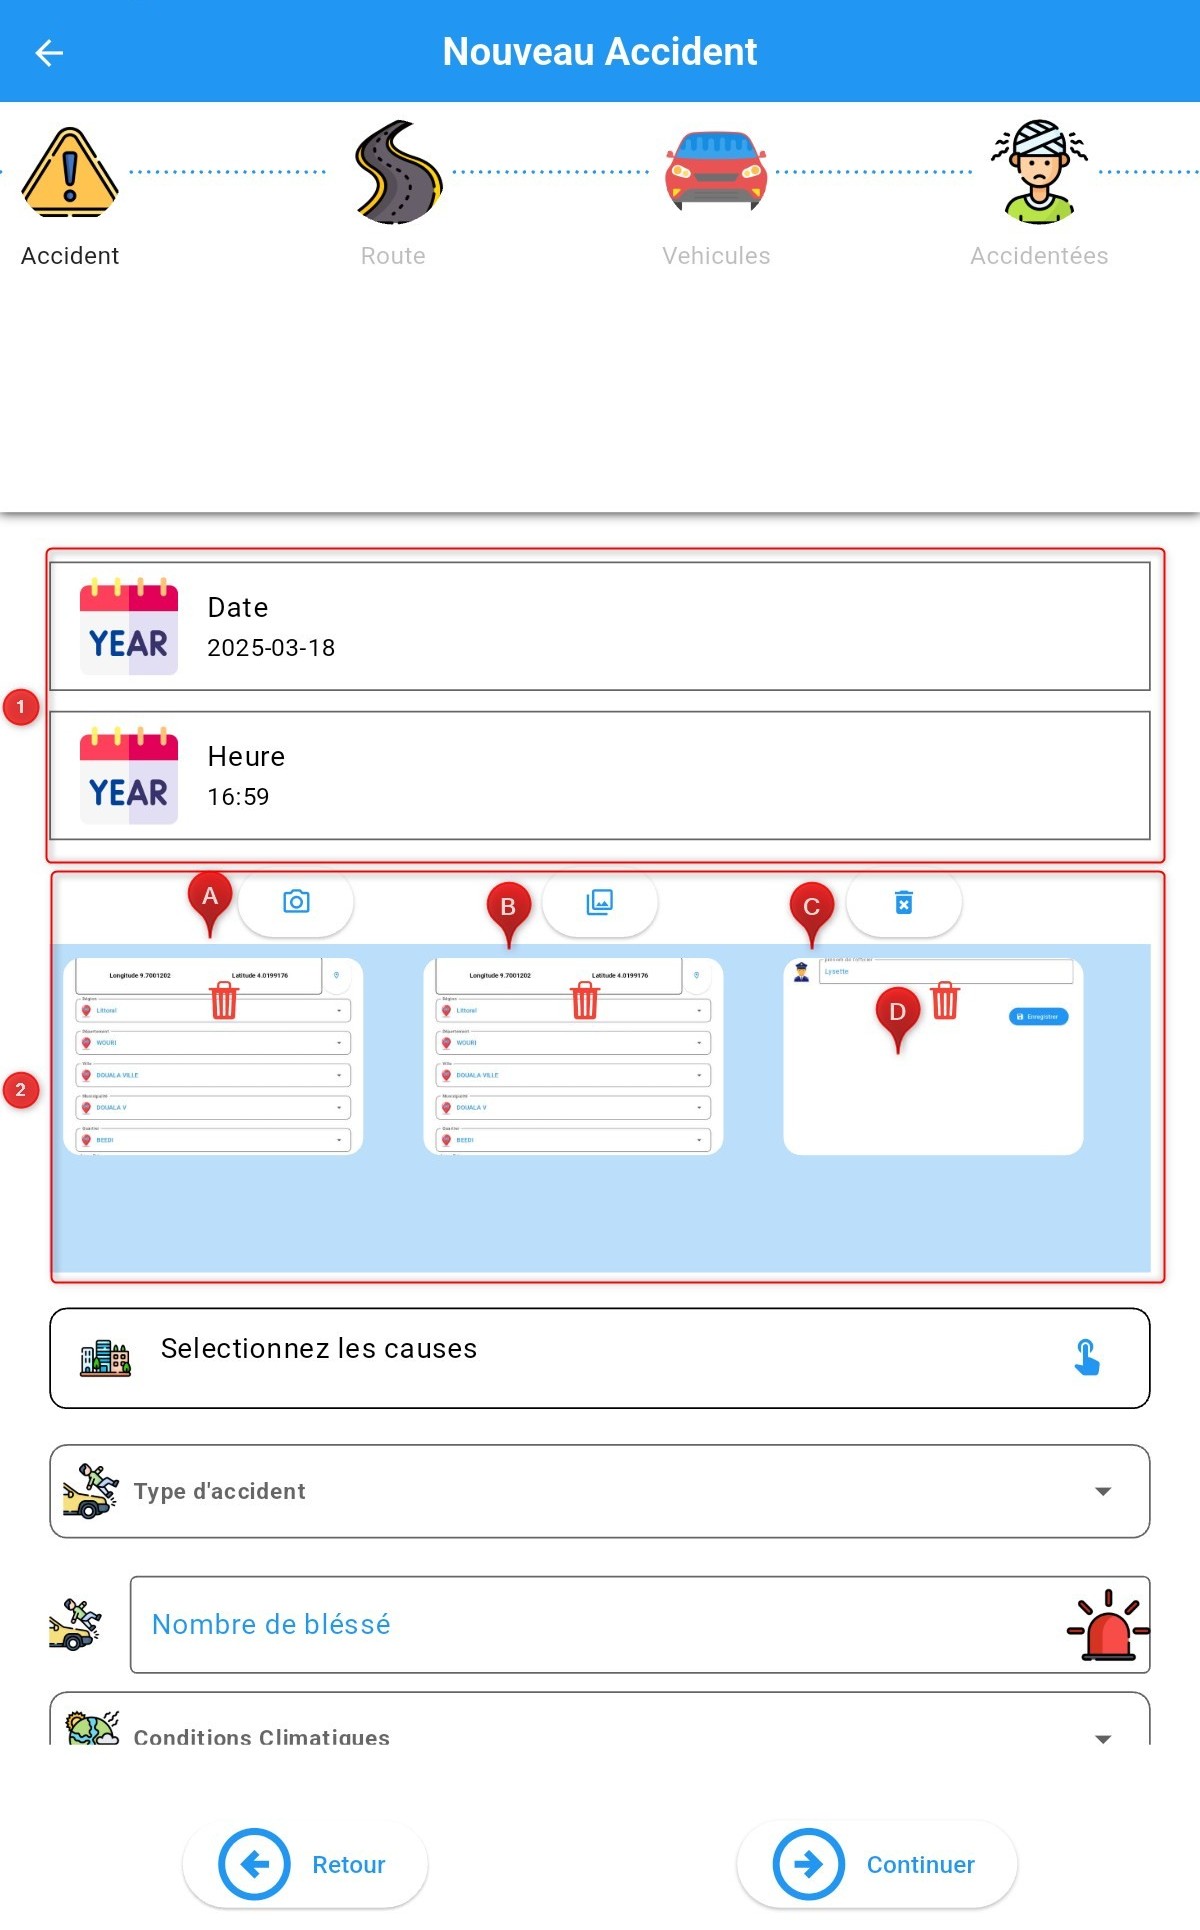 Nouveau Accident
Accident
Route
Vehicules
Accidentées
YEAR
Date
2025-03-18
1
YEAR
Heure
16:59
A
B
C
Longitude 9.7001202 Latitude 4.0199176
Littoral
WOURI
DOUALA VILLE
DOUALA V
BEEDI
Longitude 9.7001202 Latitude 4.0199176
Littoral
WOURI
DOUALA VILLE
DOUALA V
BEEDI
Lysette
D
Enregistrer
2
Selectionnez les causes
Type d'accident
Nombre de bléssé
Conditions Climatiques
Retour
Continuer